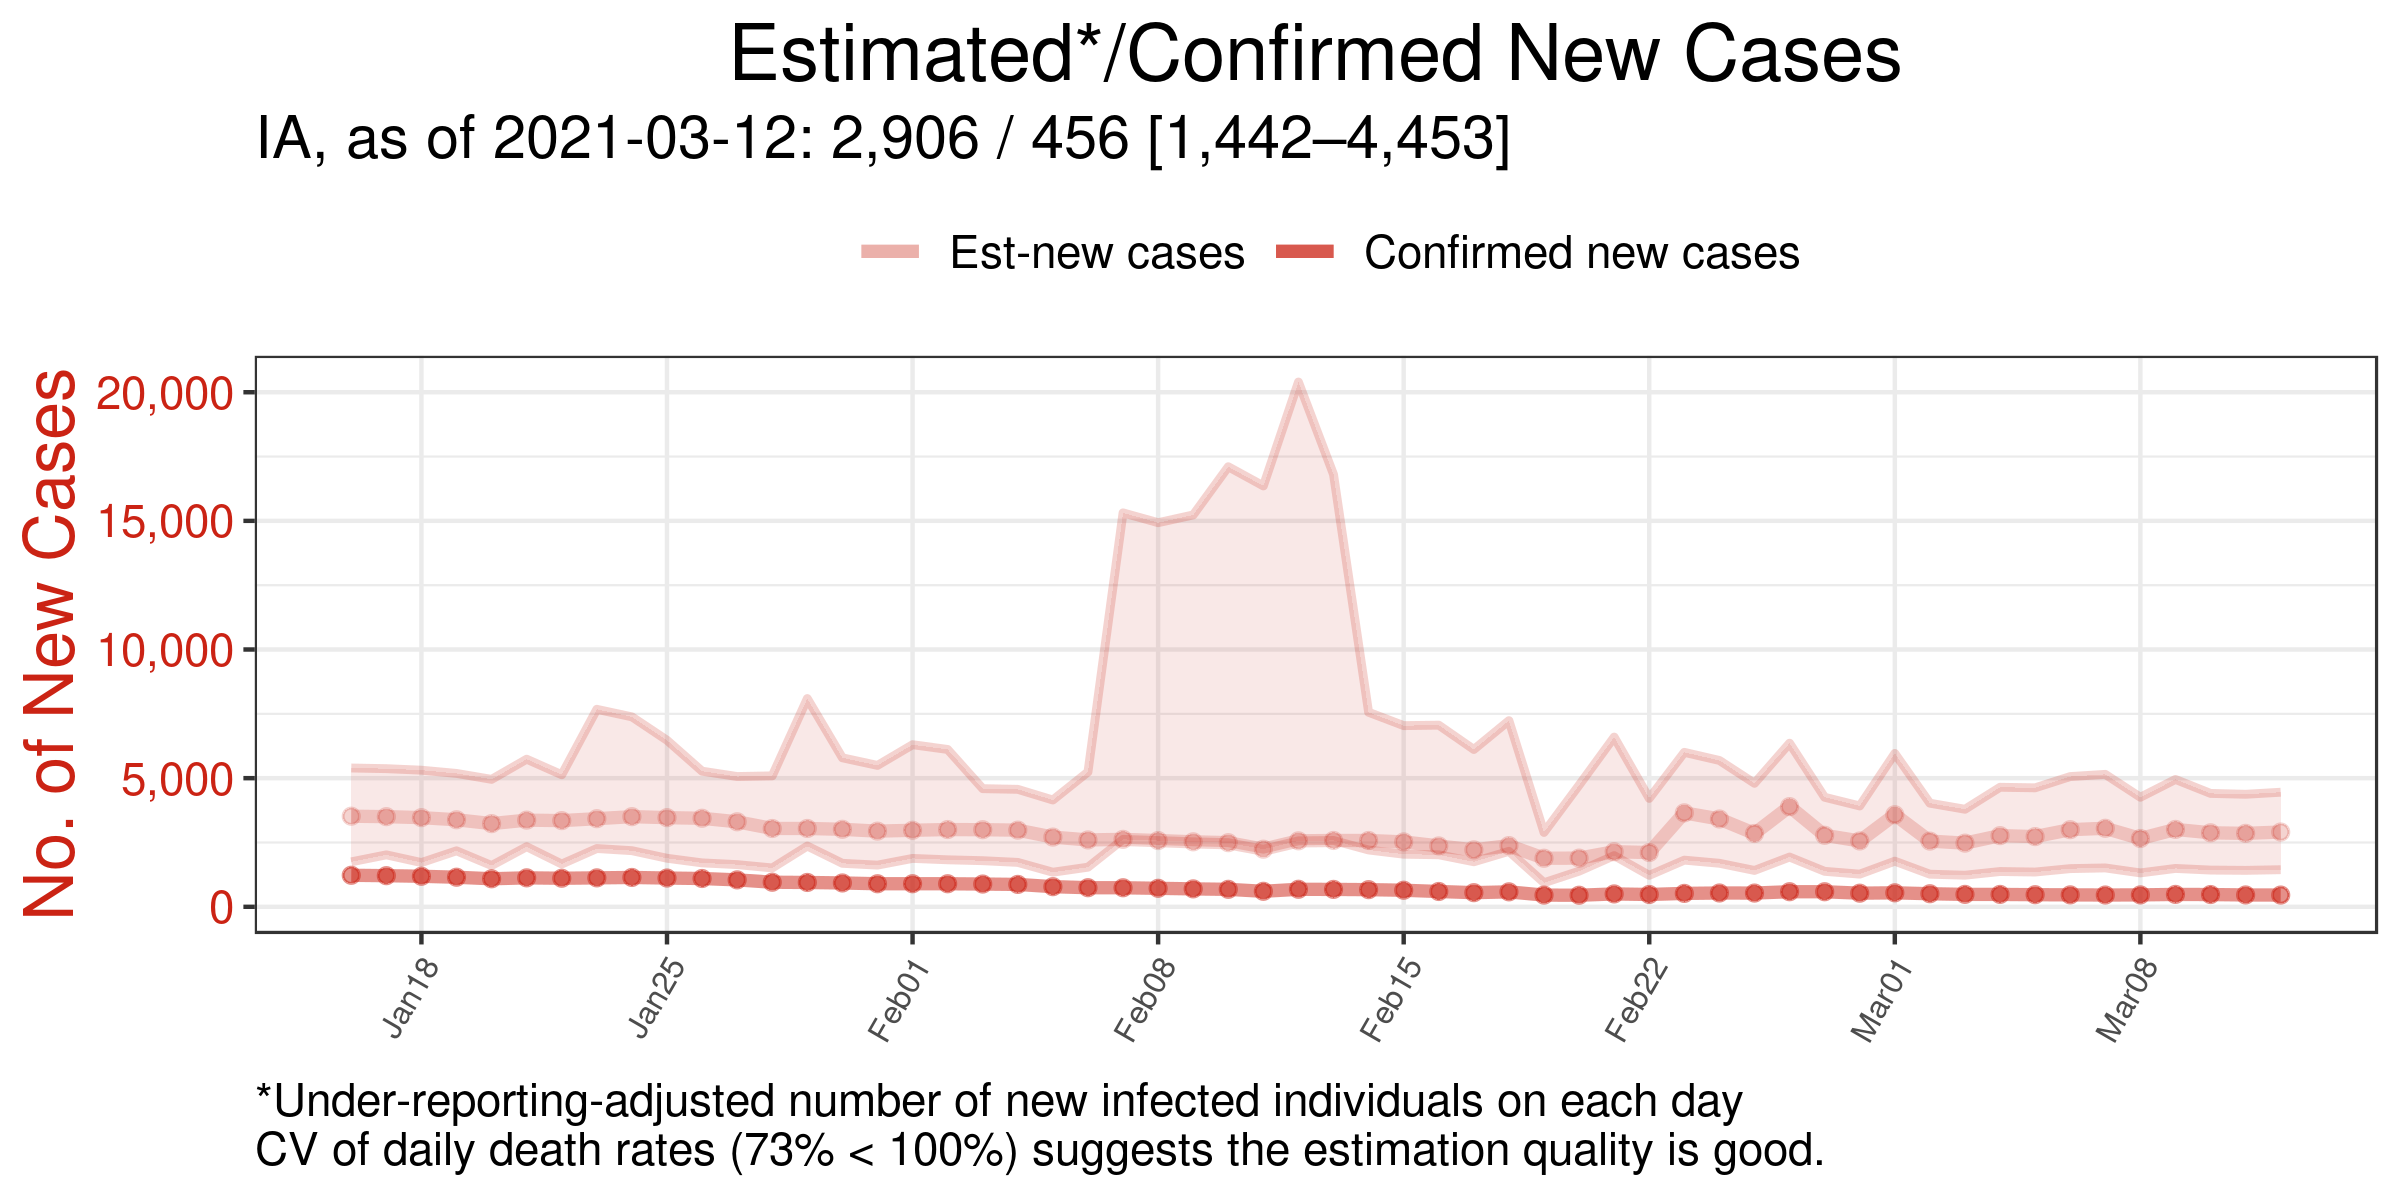 Estimated*/Confirmed New Cases
IA, as of 2021-03-12: 2,906 / 456 [1,442–4,453]
Est-new cases
Confirmed new cases
No. of New Cases
20,000
15,000
10,000
5,000
0
Jan18
Jan25
Feb01
Feb08
Feb15
Feb22
Mar01
Mar08
*Under-reporting-adjusted number of new infected individuals on each day
CV of daily death rates (73% < 100%) suggests the estimation quality is good.